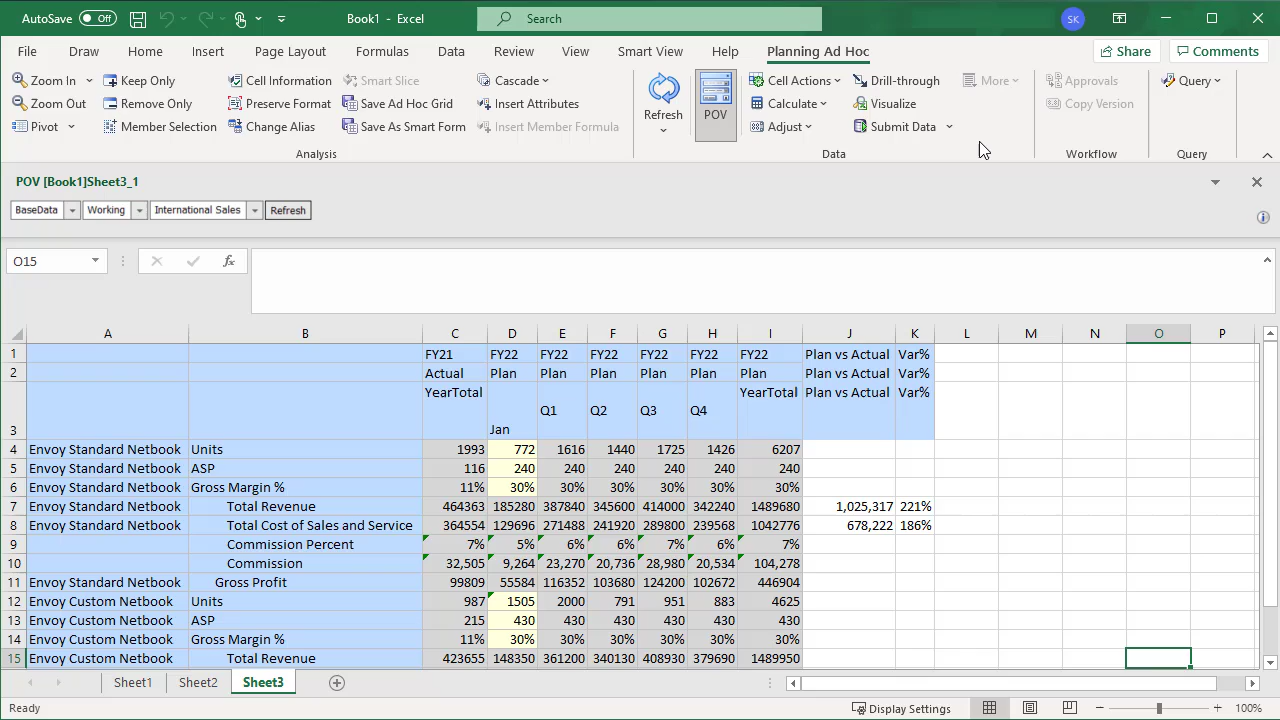 AutoSave Off Book1 - Excel Search SK
File Draw Home Insert Page Layout Formulas Data Review View Smart View Help Planning Ad Hoc Share Comments
Zoom In Keep Only Cell Information Smart Slice Cascade Refresh POV Cell Actions Drill-through More Approvals Query
Zoom Out Remove Only Preserve Format Save Ad Hoc Gr Insert Attributes Calculate Visualize Copy Version
Pivot Member Selection Change Alias Save As Smart Form Insert Member Formula Adjust Submit Data
Analysis Data Workflow Query
POV [Book1]Sheet3_1
BaseData Working International Sales Refresh
O15 fx
A B C D E F G H I J K L M N O P
1 FY21 FY22 FY22 FY22 FY22 FY22 FY22 Plan vs Actual Var%
2 Actual Plan Plan Plan Plan Plan Plan Plan vs Actual Var%
YearTotal YearTotal Plan vs Actual Var%
Q1 Q2 Q3 Q4
3 Jan
4 Envoy Standard Netbook Units 1993 772 1616 1440 1725 1426 6207
5 Envoy Standard Netbook ASP 116 240 240 240 240 240 240
6 Envoy Standard Netbook Gross Margin % 11% 30% 30% 30% 30% 30% 30%
7 Envoy Standard Netbook Total Revenue 464363 185280 387840 345600 414000 342240 1489680 1,025,317 221%
8 Envoy Standard Netbook Total Cost of Sales and Service 364554 129696 271488 241920 289800 239568 1042776 678,222 186%
9 Commission Percent 7% 5% 6% 6% 7% 6% 7%
10 Commission 32,505 9,264 23,270 20,736 28,980 20,534 104,278
11 Envoy Standard Netbook Gross Profit 99809 55584 116352 103680 124200 102672 446904
12 Envoy Custom Netbook Units 987 1505 2000 791 951 883 4625
13 Envoy Custom Netbook ASP 215 430 430 430 430 430 430
14 Envoy Custom Netbook Gross Margin % 11% 30% 30% 30% 30% 30% 30%
15 Envoy Custom Netbook Total Revenue 423655 148350 361200 340130 408930 379690 1489950
Sheet1 Sheet2 Sheet3
Ready Display Settings 100%